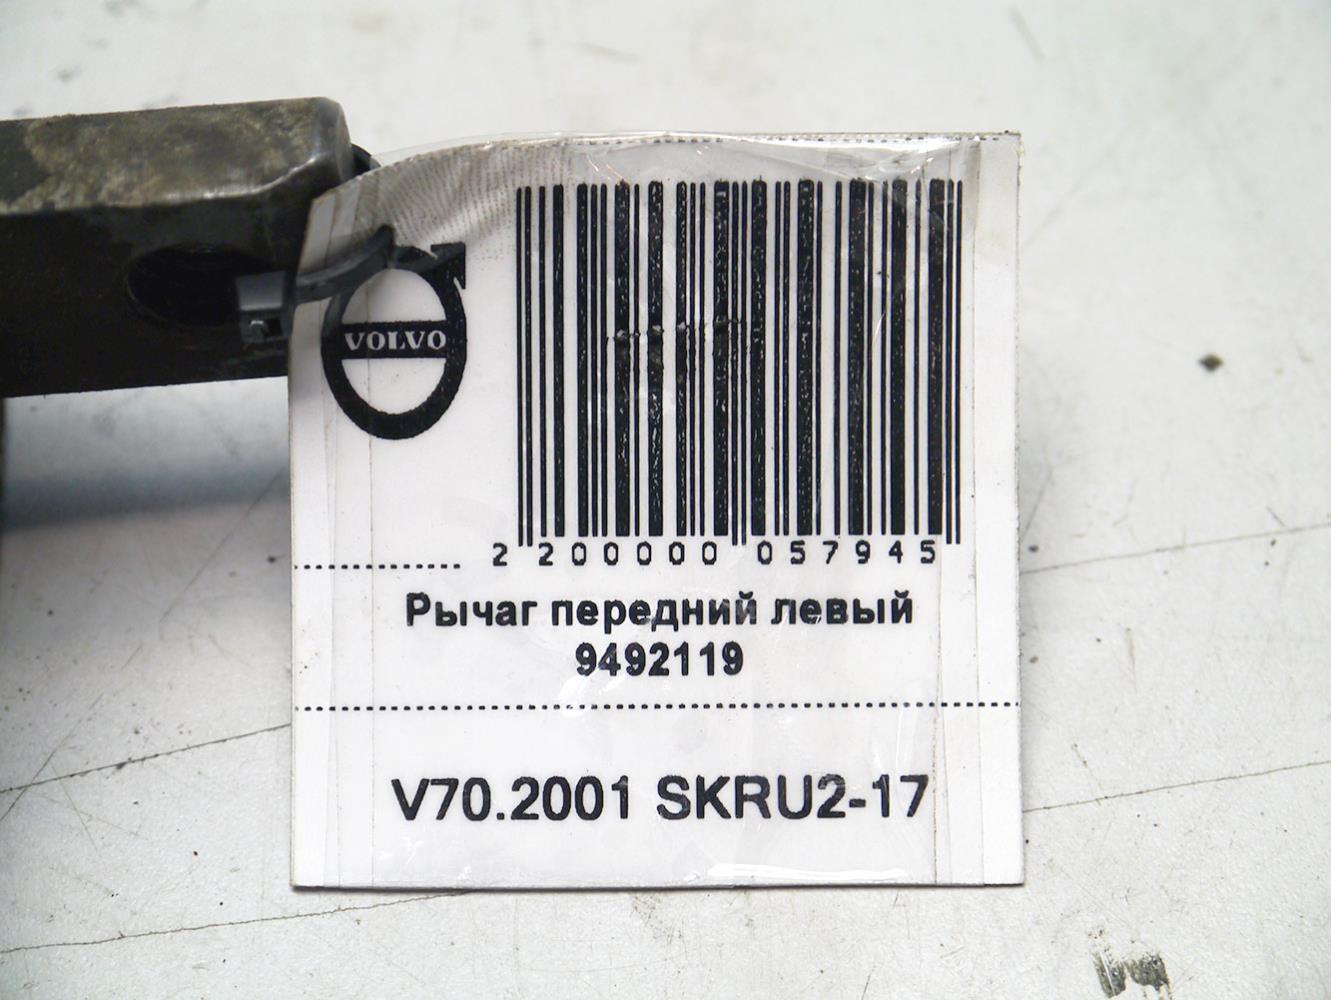 VOLVO
2 200000 057945
Рычаг передний левый
9492119
V70.2001 SKRU2-17